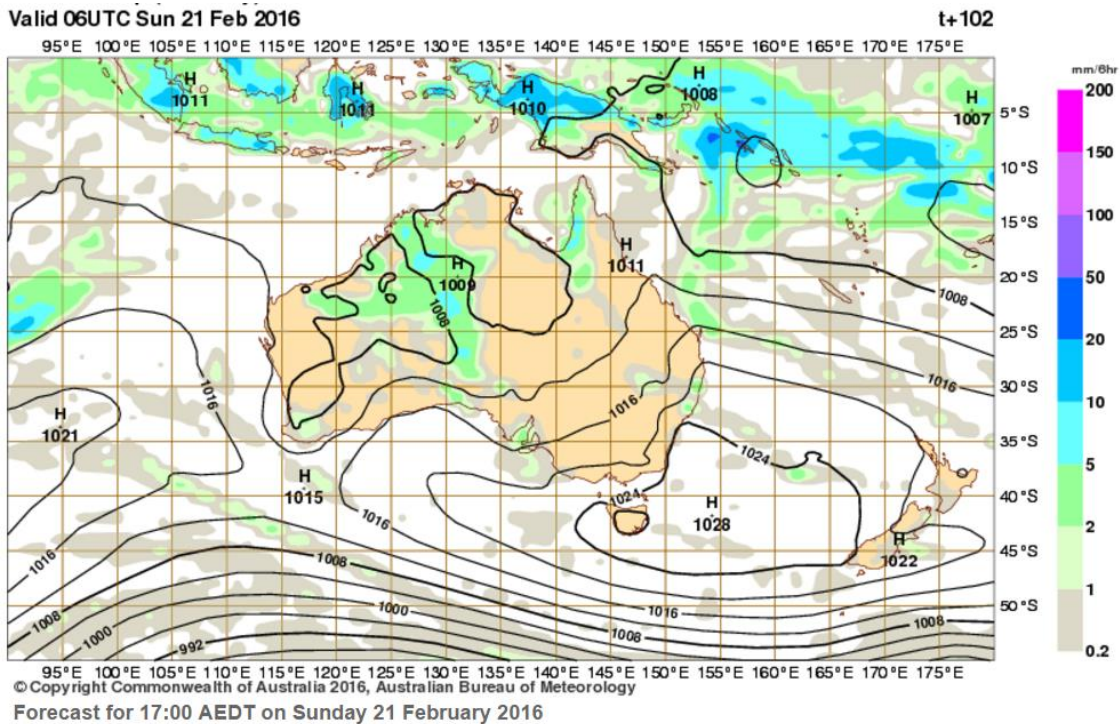 Valid 06UTC Sun 21 Feb 2016
t+102
95°E 100°E 105°E 110°E 115°E 120°E 125°E 130°E 135°E 140°E 145°E 150°E 155°E 160°E 165°E 170°E 175°E
mm/6hr
200
H 1011
H 1011
H 1010
H 1008
H 1007
5°S
150
10°S
100
15°S
H 1011
H 1009
20°S
50
1008
1008
25°S
20
1016
1016
30°S
10
1016
H 1021
35°S
1024
5
H 1015
1024
H 1028
40°S
2
1016
H 1022
45°S
1016
1008
1
1008
1000
1016
50°S
1008
1008
1000
992
0.2
95°E 100°E 105°E 110°E 115°E 120°E 125°E 130°E 135°E 140°E 145°E 150°E 155°E 160°E 165°E 170°E 175°E
© Copyright Commonwealth of Australia 2016, Australian Bureau of Meteorology
Forecast for 17:00 AEDT on Sunday 21 February 2016